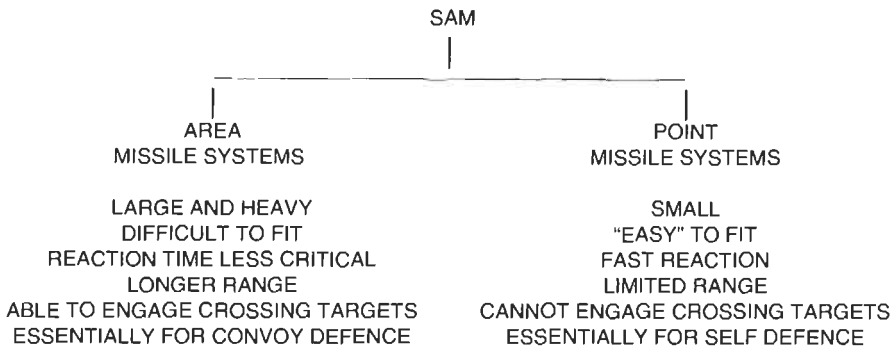 SAM
AREA
MISSILE SYSTEMS
LARGE AND HEAVY
DIFFICULT TO FIT
REACTION TIME LESS CRITICAL
LONGER RANGE
ABLE TO ENGAGE CROSSING TARGETS
ESSENTIALLY FOR CONVOY DEFENCE
POINT
MISSILE SYSTEMS
SMALL
“EASY” TO FIT
FAST REACTION
LIMITED RANGE
CANNOT ENGAGE CROSSING TARGETS
ESSENTIALLY FOR SELF DEFENCE